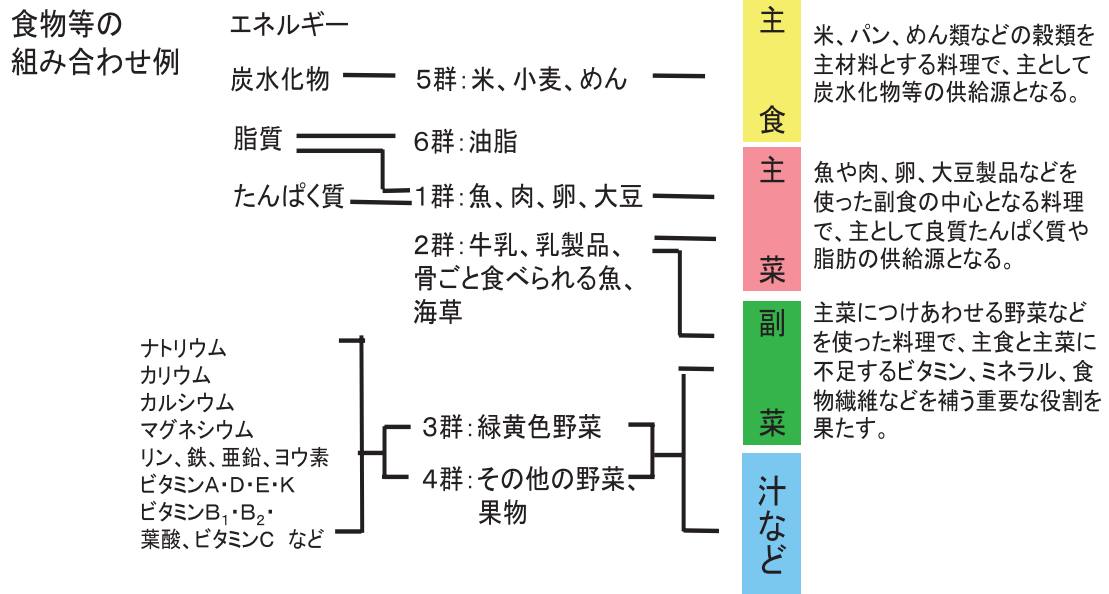 食物等の
組み合わせ例
エネルギー
炭水化物
脂質
たんぱく質
5群:米、小麦、めん
6群:油脂
1群:魚、肉、卵、大豆
2群:牛乳、乳製品、
骨ごと食べられる魚、
海草
ナトリウム
カリウム
カルシウム
マグネシウム
リン、鉄、亜鉛、ヨウ素
ビタミンA・D・E・K
ビタミンB1・B2・
葉酸、ビタミンC など
3群:緑黄色野菜
4群:その他の野菜、
果物
主食
米、パン、めん類などの穀類を
主材料とする料理で、主として
炭水化物等の供給源となる。
主菜
魚や肉、卵、大豆製品などを
使った副食の中心となる料理
で、主として良質たんぱく質や
脂肪の供給源となる。
副菜
主菜につけあわせる野菜など
を使った料理で、主食と主菜に
不足するビタミン、ミネラル、食
物繊維などを補う重要な役割を
果たす。
汁など